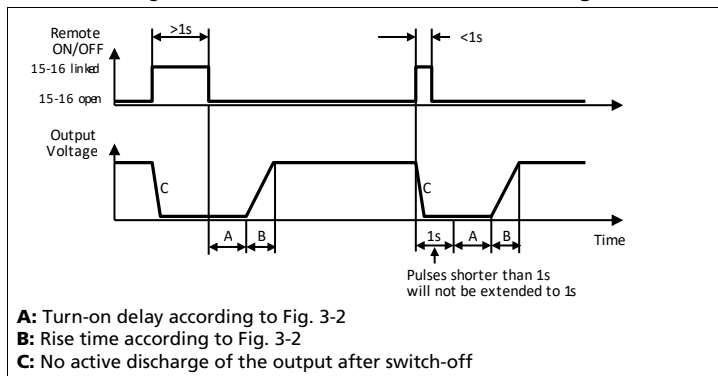 Remote
ON/OFF
>1s
<1s
15-16 linked
15-16 open
Output
Voltage
C
C
A
B
1s
A
B
Time
Pulses shorter than 1s
will not be extended to 1s
A: Turn-on delay according to Fig. 3-2
B: Rise time according to Fig. 3-2
C: No active discharge of the output after switch-off